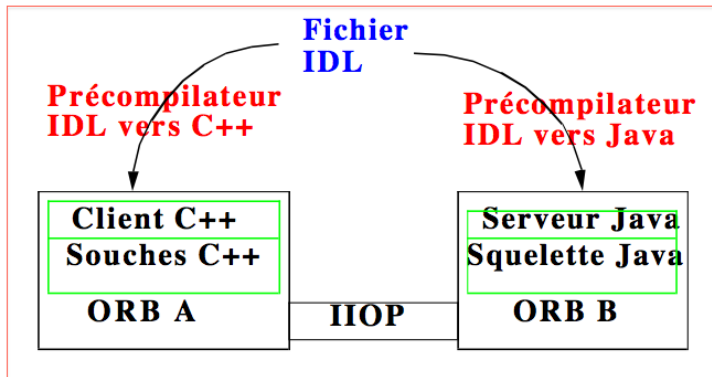 Fichier
IDL
Précompilateur
IDL vers C++
Précompilateur
IDL vers Java
Client C++
Souches C++
ORB A
IIOP
Serveur Java
Squelette Java
ORB B